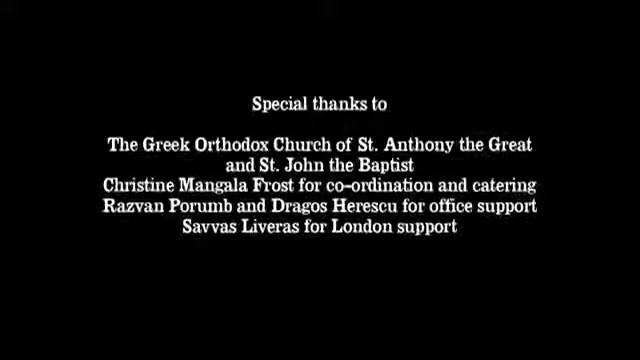 Special thanks to
The Greek Orthodox Church of St. Anthony the Great
and St. John the Baptist
Christine Mangala Frost for co-ordination and catering
Razvan Porumb and Dragos Herescu for office support
Savvas Liveras for London support